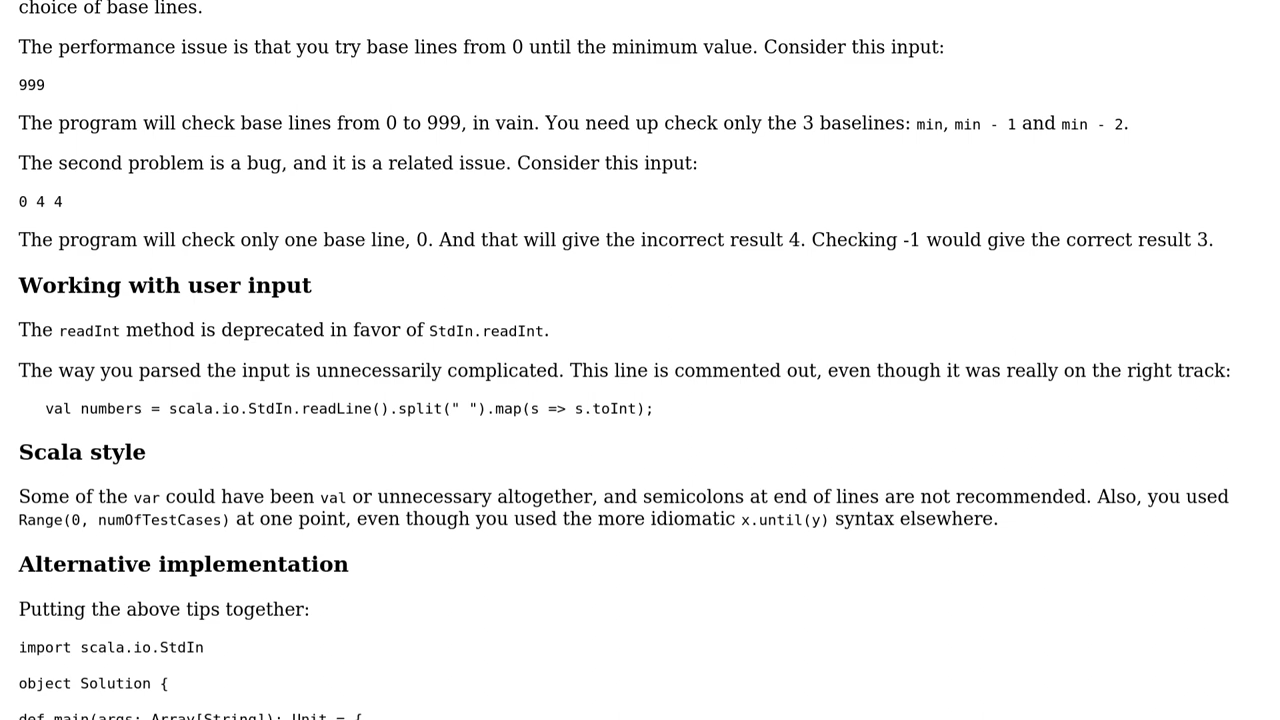 choice of base lines.
The performance issue is that you try base lines from 0 until the minimum value. Consider this input:
999
The program will check base lines from 0 to 999, in vain. You need up check only the 3 baselines: min, min - 1 and min - 2.
The second problem is a bug, and it is a related issue. Consider this input:
0 4 4
The program will check only one base line, 0. And that will give the incorrect result 4. Checking -1 would give the correct result 3.
Working with user input
The readInt method is deprecated in favor of StdIn.readInt.
The way you parsed the input is unnecessarily complicated. This line is commented out, even though it was really on the right track:
val numbers = scala.io.StdIn.readLine().split(" ").map(s => s.toInt);
Scala style
Some of the var could have been val or unnecessary altogether, and semicolons at end of lines are not recommended. Also, you used
Range(0, numOfTestCases) at one point, even though you used the more idiomatic x.until(y) syntax elsewhere.
Alternative implementation
Putting the above tips together:
import scala.io.StdIn
object Solution {
def main(args: Array[String]): Unit = {